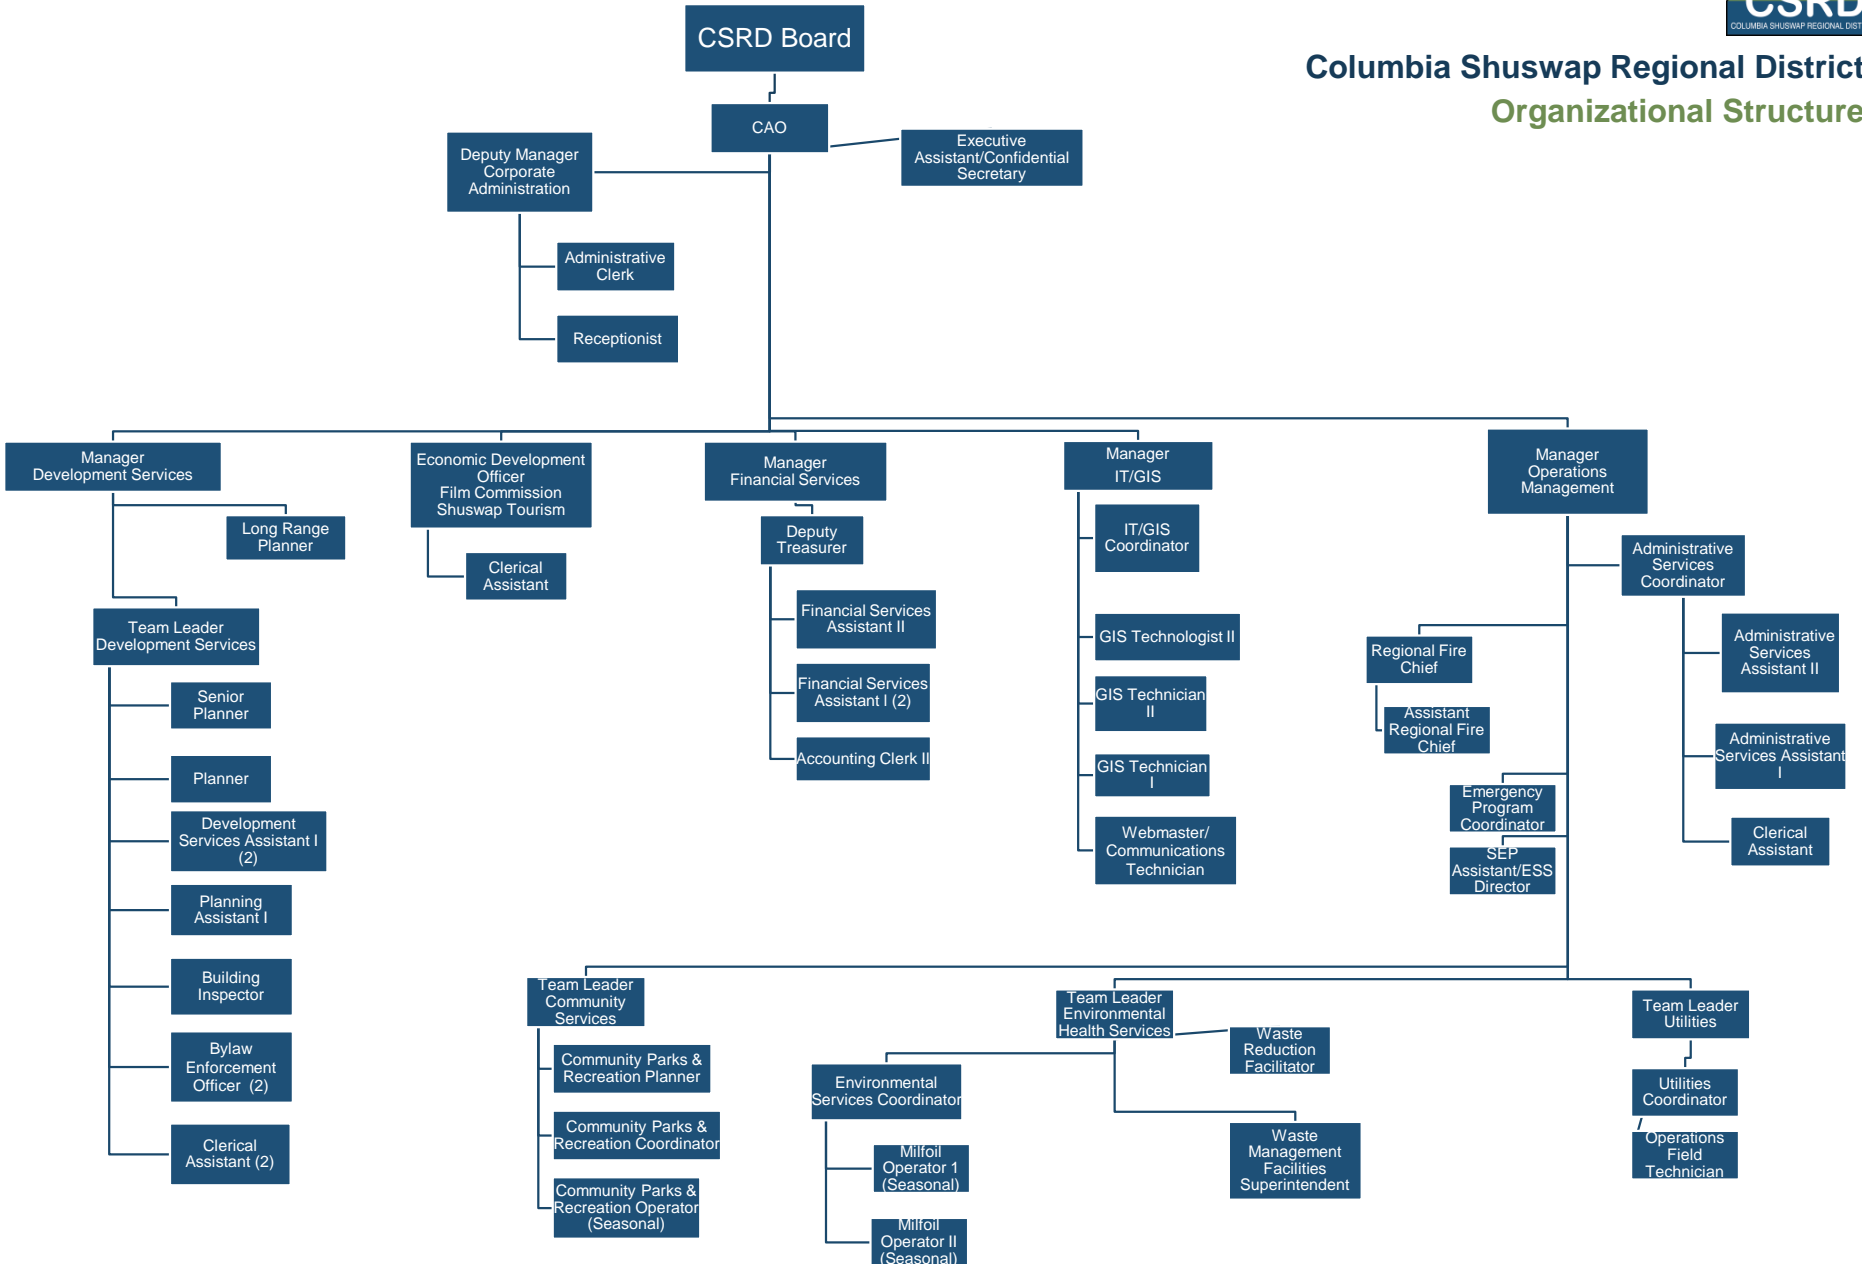 CSRD
COLUMBIA SHUSWAP REGIONAL DIST
Columbia Shuswap Regional District
Organizational Structure
CSRD Board
CAO
Executive
Assistant/Confidential
Secretary
Deputy Manager
Corporate
Administration
Administrative
Clerk
Receptionist
Manager
Development Services
Long Range
Planner
Team Leader
Development Services
Senior
Planner
Planner
Development
Services Assistant I
(2)
Planning
Assistant I
Building
Inspector
Bylaw
Enforcement
Officer (2)
Clerical
Assistant (2)
Economic Development
Officer
Film Commission
Shuswap Tourism
Clerical
Assistant
Manager
Financial Services
Deputy
Treasurer
Financial Services
Assistant II
Financial Services
Assistant I (2)
Accounting Clerk II
Manager
IT/GIS
IT/GIS
Coordinator
GIS Technologist II
GIS Technician
II
GIS Technician
I
Webmaster/
Communications
Technician
Manager
Operations
Management
Administrative
Services
Coordinator
Administrative
Services
Assistant II
Administrative
Services Assistant
I
Clerical
Assistant
Regional Fire
Chief
Assistant
Regional Fire
Chief
Emergency
Program
Coordinator
SEP
Assistant/ESS
Director
Team Leader
Community
Services
Community Parks &
Recreation Planner
Community Parks &
Recreation Coordinator
Community Parks &
Recreation Operator
(Seasonal)
Team Leader
Environmental
Health Services
Waste
Reduction
Facilitator
Environmental
Services Coordinator
Milfoil
Operator 1
(Seasonal)
Milfoil
Operator II
(Seasonal)
Waste
Management
Facilities
Superintendent
Team Leader
Utilities
Utilities
Coordinator
Operations
Field
Technician